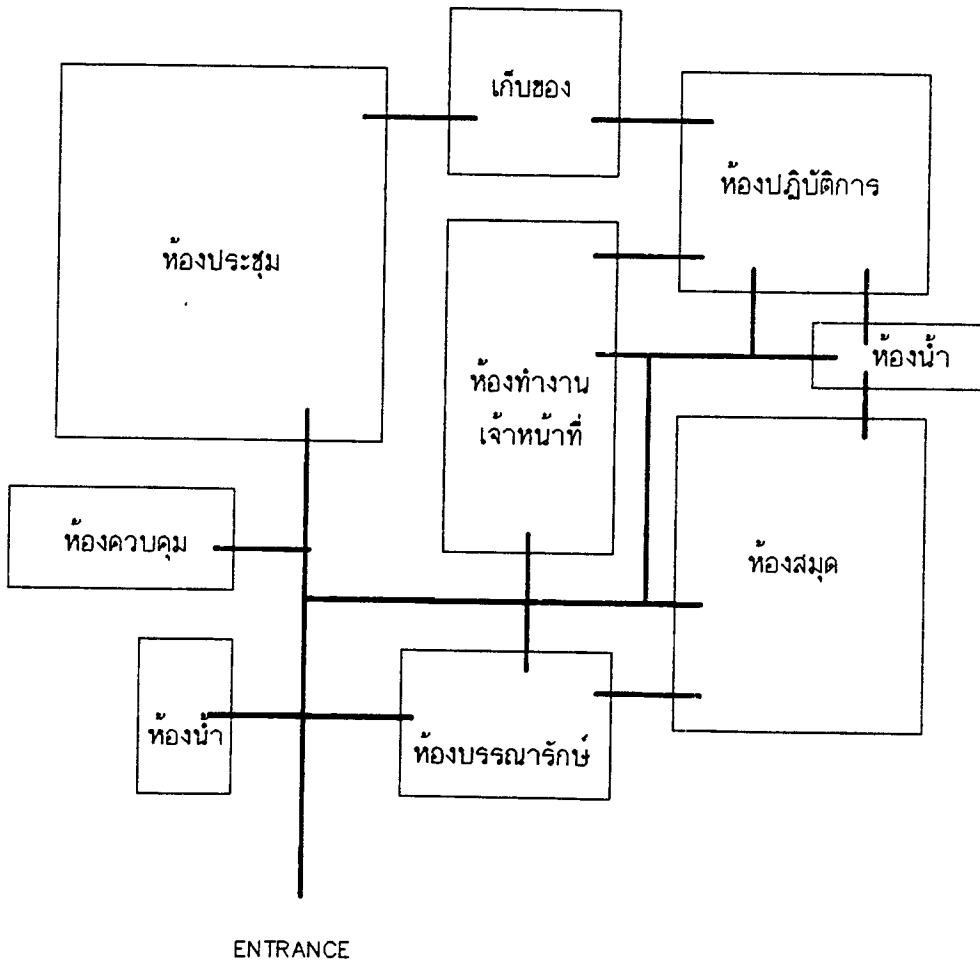 เก็บของ
ห้องปฏิบัติการ
ห้องประชุม
ห้องน้ำ
ห้องทำงาน
เจ้าหน้าที่
ห้องควบคุม
ห้องสมุด
ห้องน้ำ
ห้องบรรณารักษ์
ENTRANCE